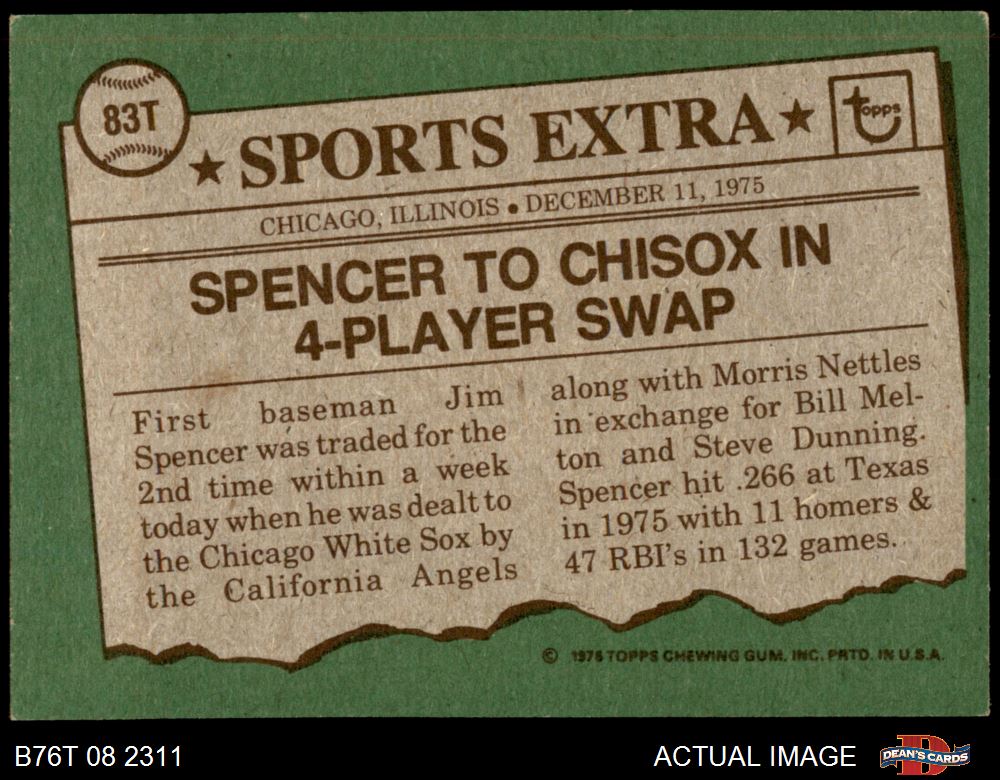 83T
★ SPORTS EXTRA ★
topps
CHICAGO, ILLINOIS • DECEMBER 11, 1975
SPENCER TO CHISOX IN
4-PLAYER SWAP
First baseman Jim
Spencer was traded for the
2nd time within a week
today when he was dealt to
the Chicago White Sox by
the California Angels
along with Morris Nettles
in exchange for Bill Mel-
ton and Steve Dunning.
Spencer hit .266 at Texas
in 1975 with 11 homers &
47 RBI's in 132 games.
© 1976 TOPPS CHEWING GUM, INC. PRTD. IN U.S.A.
B76T 08 2311
ACTUAL IMAGE
DEAN'S CARDS